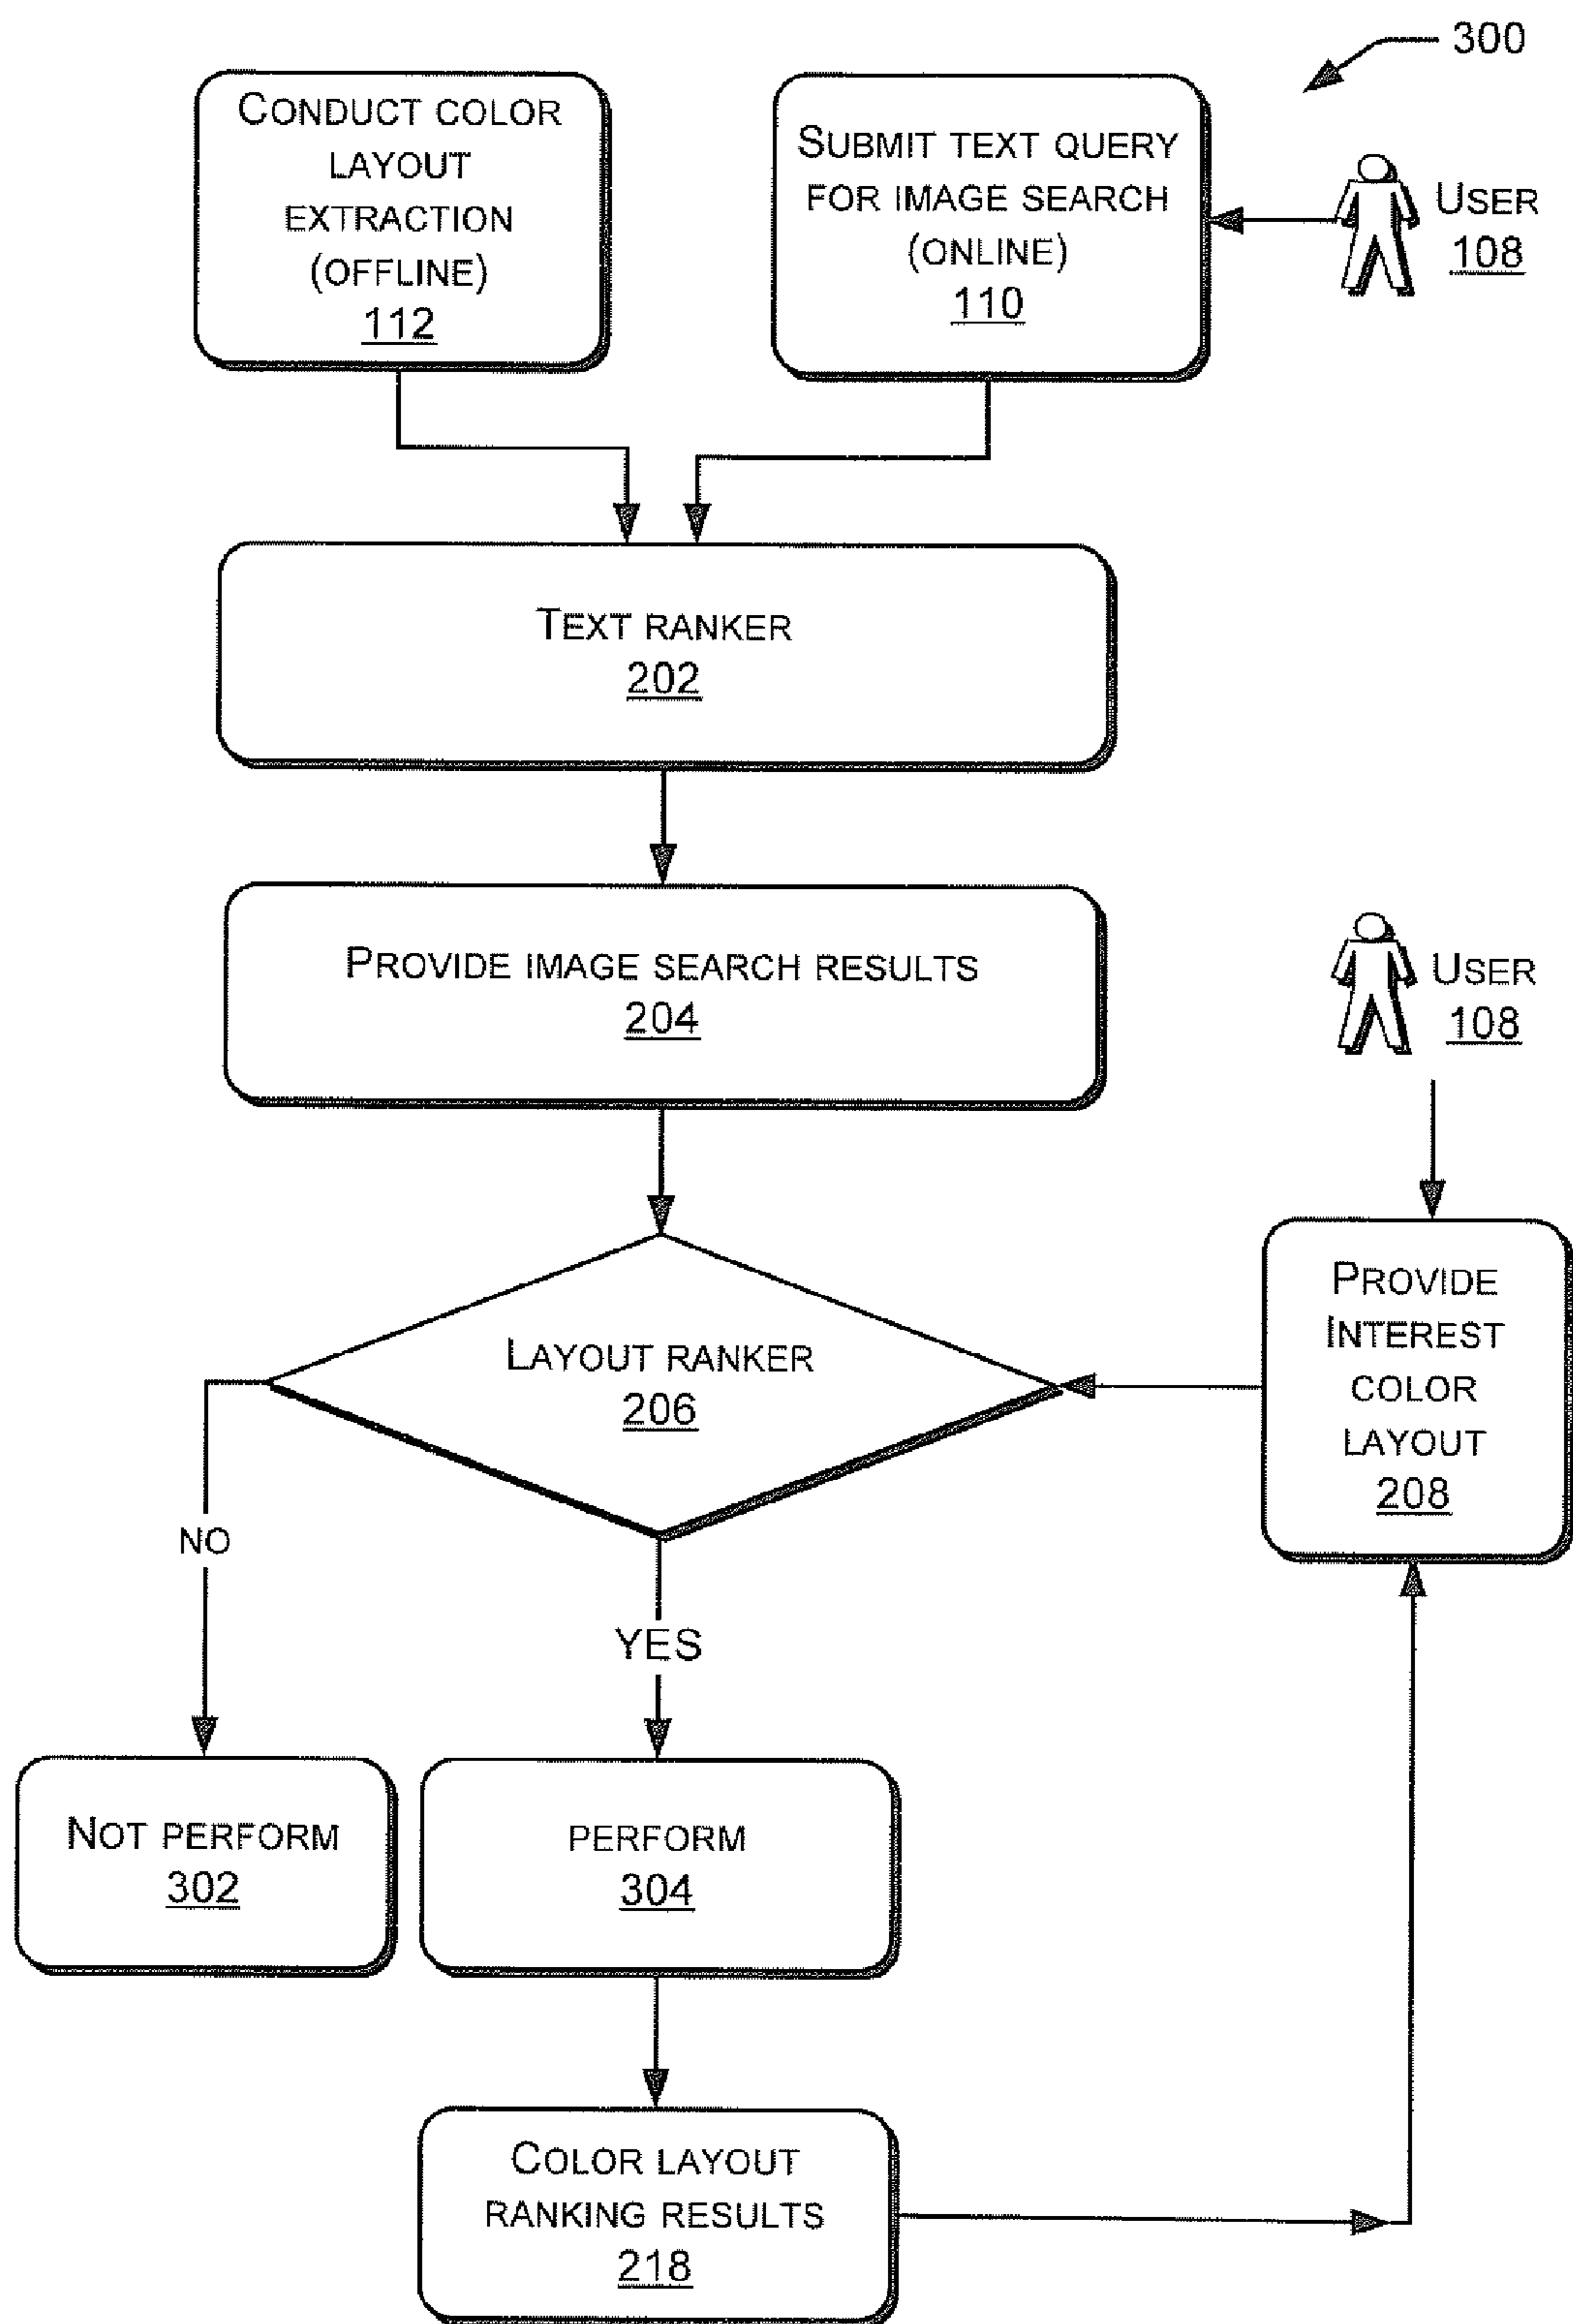 300
CONDUCT COLOR
LAYOUT
EXTRACTION
(OFFLINE)
112
SUBMIT TEXT QUERY
FOR IMAGE SEARCH
(ONLINE)
110
USER
108
TEXT RANKER
202
PROVIDE IMAGE SEARCH RESULTS
204
USER
108
LAYOUT RANKER
206
PROVIDE
INTEREST
COLOR
LAYOUT
208
NO
YES
NOT PERFORM
302
PERFORM
304
COLOR LAYOUT
RANKING RESULTS
218